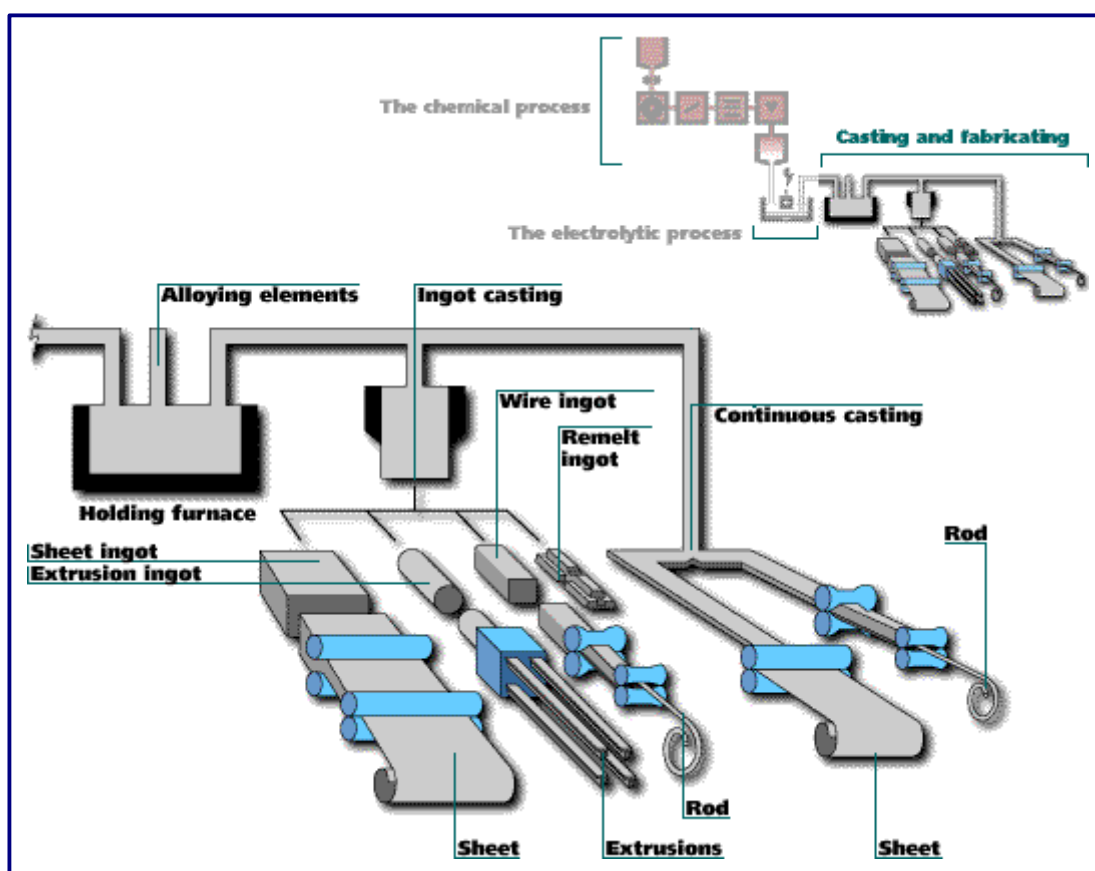 The chemical process
Casting and fabricating
The electrolytic process
Alloying elements
Ingot casting
Wire ingot
Continuous casting
Remelt
ingot
Holding furnace
Sheet ingot
Extrusion ingot
Rod
Rod
Sheet
Extrusions
Sheet